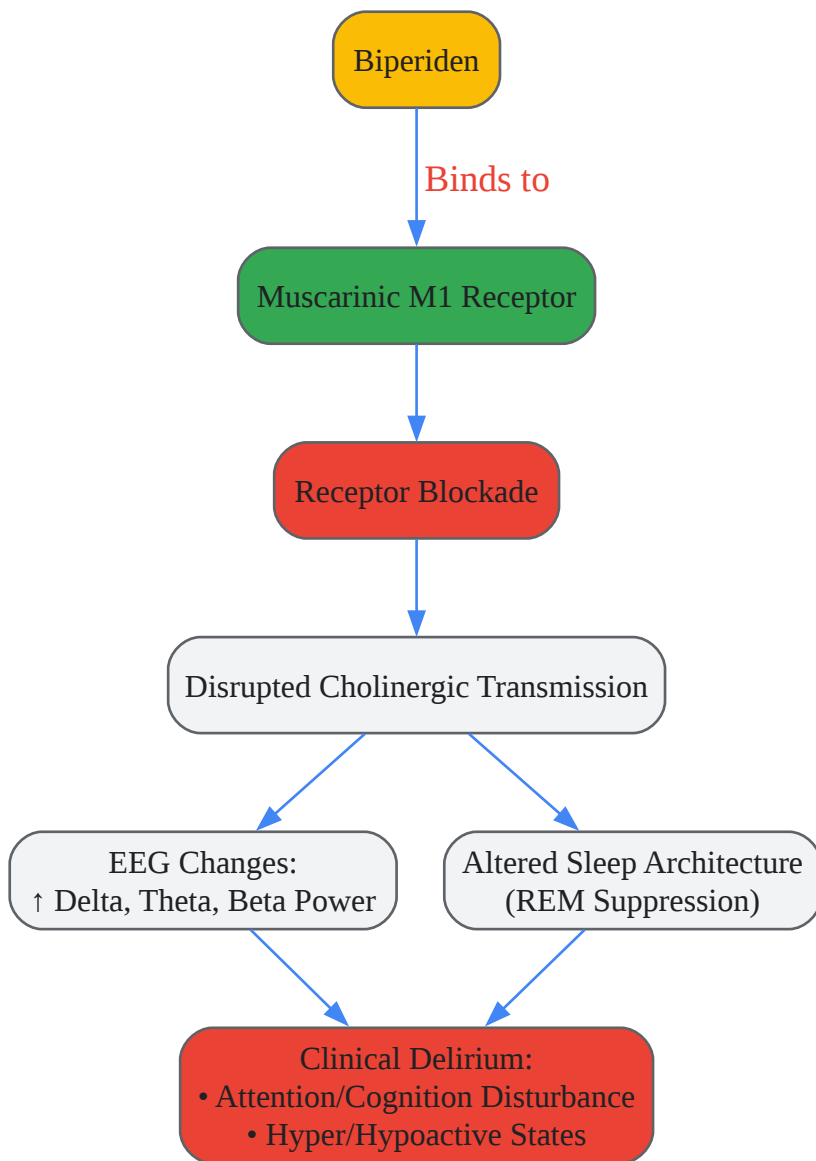 Biperiden
Binds to
Muscarinic M1 Receptor
Receptor Blockade
Disrupted Cholinergic Transmission
EEG Changes:
↑ Delta, Theta, Beta Power
Altered Sleep Architecture
(REM Suppression)
Clinical Delirium:
• Attention/Cognition Disturbance
• Hyper/Hypoactive States